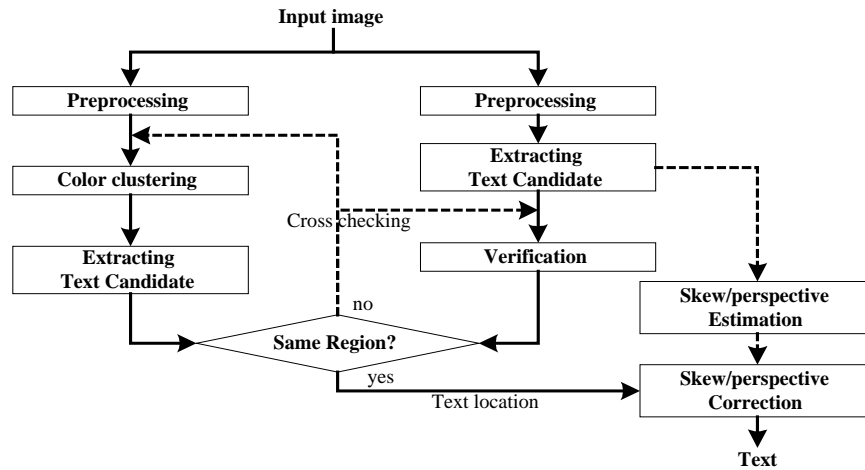 Input image
Preprocessing
Preprocessing
Extracting
Text Candidate
Color clustering
Cross checking
Extracting
Text Candidate
Verification
no
Skew/perspective
Estimation
Same Region?
yes
Text location
Skew/perspective
Correction
Text